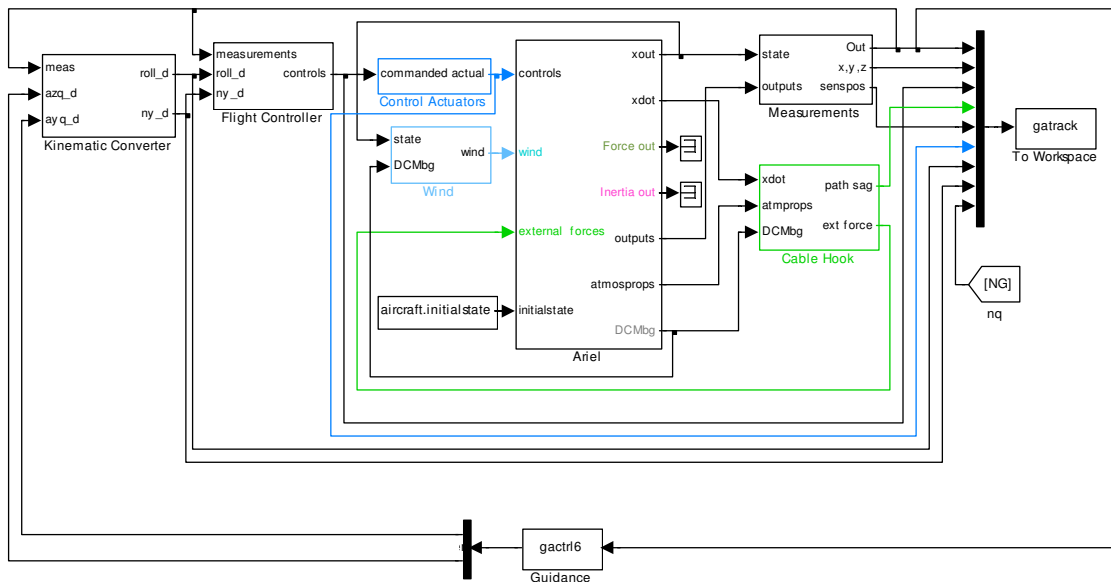 meas
azq_d
ayq_d
roll_d
ny_d
Kinematic Converter
measurements
roll_d
ny_d
controls
Flight Controller
commanded actual
Control Actuators
state
DCMbg
wind
Wind
aircraft.initialstate
controls
wind
external forces
initialstate
xout
xdot
Force out
Inertia out
outputs
atmosprops
DCMbg
Ariel
state
outputs
Out
x,y,z
senspos
Measurements
xdot
atmprops
DCMbg
path sag
ext force
Cable Hook
gatrack
To Workspace
[NG]
nq
gactrl6
Guidance